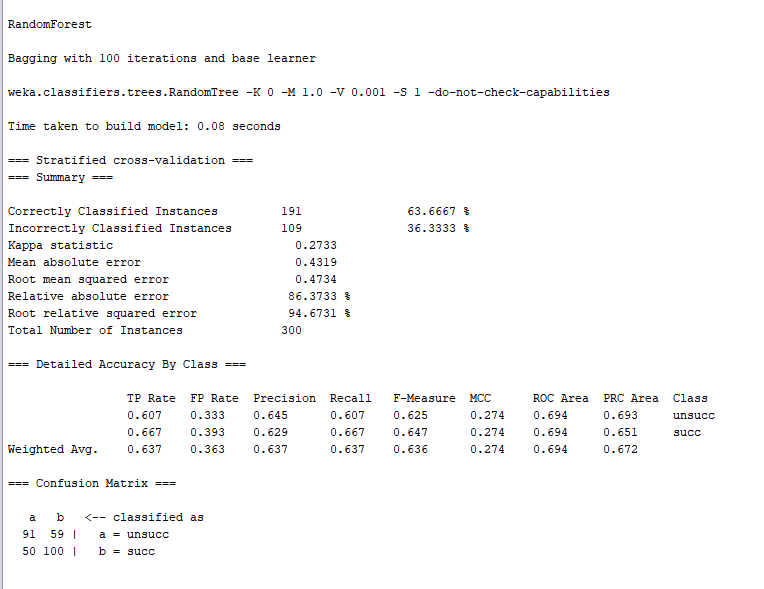 RandomForest
Bagging with 100 iterations and base learner
weka.classifiers.trees.RandomTree -K 0 -M 1.0 -V 0.001 -S 1 -do-not-check-capabilities
Time taken to build model: 0.08 seconds
=== Stratified cross-validation ===
=== Summary ===
Correctly Classified Instances 191 63.6667 %
Incorrectly Classified Instances 109 36.3333 %
Kappa statistic 0.2733
Mean absolute error 0.4319
Root mean squared error 0.4734
Relative absolute error 86.3733 %
Root relative squared error 94.6731 %
Total Number of Instances 300
=== Detailed Accuracy By Class ===
TP Rate FP Rate Precision Recall F-Measure MCC ROC Area PRC Area Class
0.607 0.333 0.645 0.607 0.625 0.274 0.694 0.693 unsucc
0.667 0.393 0.629 0.667 0.647 0.274 0.694 0.651 succ
Weighted Avg. 0.637 0.363 0.637 0.637 0.636 0.274 0.694 0.672
=== Confusion Matrix ===
a b <-- classified as
91 59 | a = unsucc
50 100 | b = succ